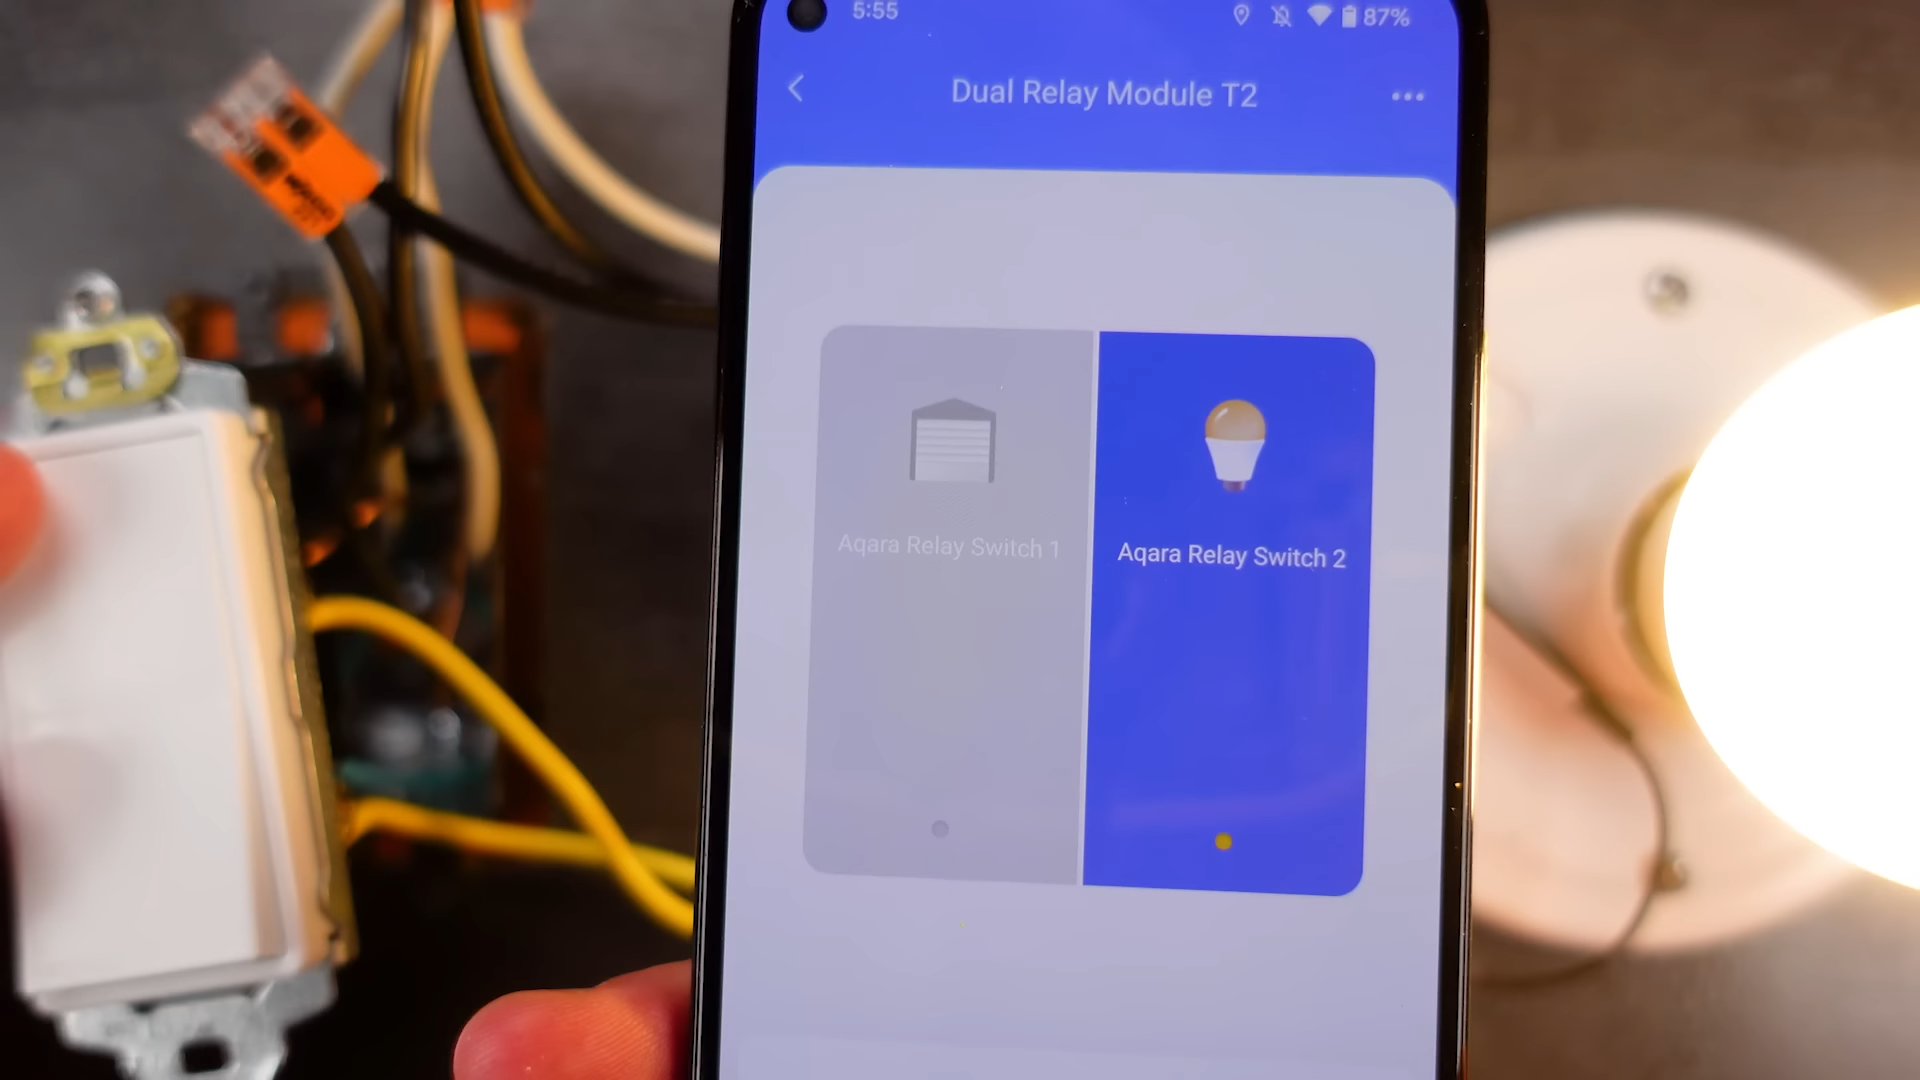 5:55
87%
Dual Relay Module T2
Aqara Relay Switch 1
Aqara Relay Switch 2